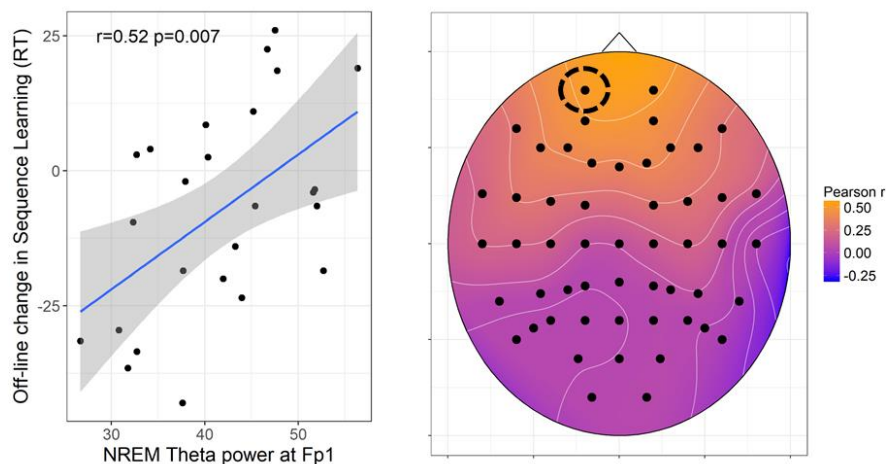 r=0.52 p=0.007
Off-line change in Sequence Learning (RT)
25
0
-25
30
40
50
NREM Theta power at Fp1
Pearson r
0.50
0.25
0.00
-0.25